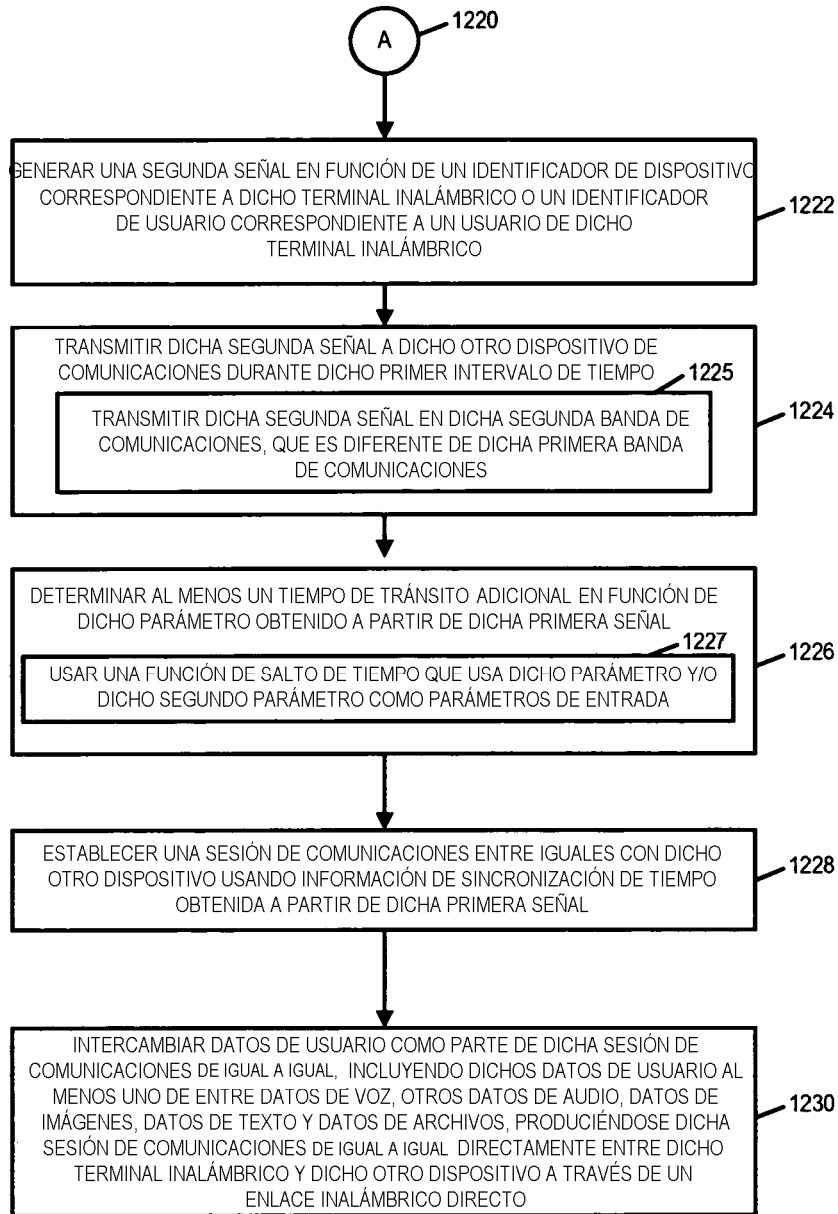 A
1220
GENERAR UNA SEGUNDA SEÑAL EN FUNCIÓN DE UN IDENTIFICADOR DE DISPOSITIVO
CORRESPONDIENTE A DICHO TERMINAL INALÁMBRICO O UN IDENTIFICADOR
DE USUARIO CORRESPONDIENTE A UN USUARIO DE DICHO
TERMINAL INALÁMBRICO
1222
TRANSMITIR DICHA SEGUNDA SEÑAL A DICHO OTRO DISPOSITIVO DE
COMUNICACIONES DURANTE DICHO PRIMER INTERVALO DE TIEMPO
1225
TRANSMITIR DICHA SEGUNDA SEÑAL EN DICHA SEGUNDA BANDA DE
COMUNICACIONES, QUE ES DIFERENTE DE DICHA PRIMERA BANDA
DE COMUNICACIONES
1224
DETERMINAR AL MENOS UN TIEMPO DE TRÁNSITO ADICIONAL EN FUNCIÓN DE
DICHO PARÁMETRO OBTENIDO A PARTIR DE DICHA PRIMERA SEÑAL
1227
USAR UNA FUNCIÓN DE SALTO DE TIEMPO QUE USA DICHO PARÁMETRO Y/O
DICHO SEGUNDO PARÁMETRO COMO PARÁMETROS DE ENTRADA
1226
ESTABLECER UNA SESIÓN DE COMUNICACIONES ENTRE IGUALES CON DICHO
OTRO DISPOSITIVO USANDO INFORMACIÓN DE SINCRONIZACIÓN DE TIEMPO
OBTENIDA A PARTIR DE DICHA PRIMERA SEÑAL
1228
INTERCAMBIAR DATOS DE USUARIO COMO PARTE DE DICHA SESIÓN DE
COMUNICACIONES DE IGUAL A IGUAL, INCLUYENDO DICHOS DATOS DE USUARIO AL
MENOS UNO DE ENTRE DATOS DE VOZ, OTROS DATOS DE AUDIO, DATOS DE
IMÁGENES, DATOS DE TEXTO Y DATOS DE ARCHIVOS, PRODUCIÉNDOSE DICHA
SESIÓN DE COMUNICACIONES DE IGUAL A IGUAL DIRECTAMENTE ENTRE DICHO
TERMINAL INALÁMBRICO Y DICHO OTRO DISPOSITIVO A TRAVÉS DE UN
ENLACE INALÁMBRICO DIRECTO
1230